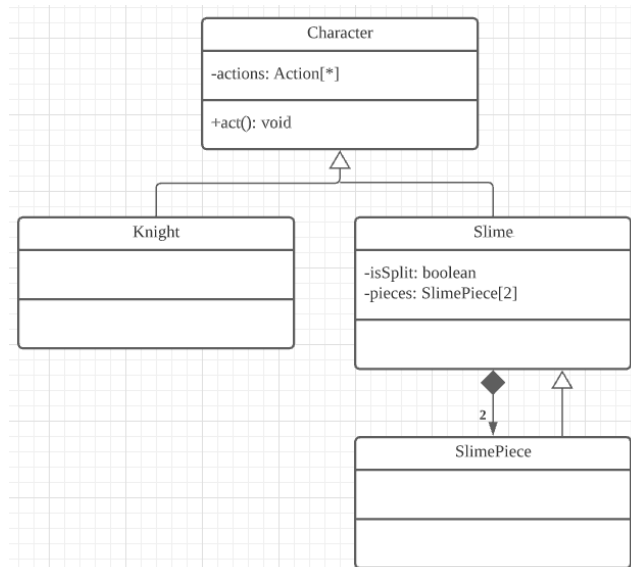 Character
-actions: Action[*]
+act(): void
Knight
Slime
-isSplit: boolean
-pieces: SlimePiece[2]
2
SlimePiece